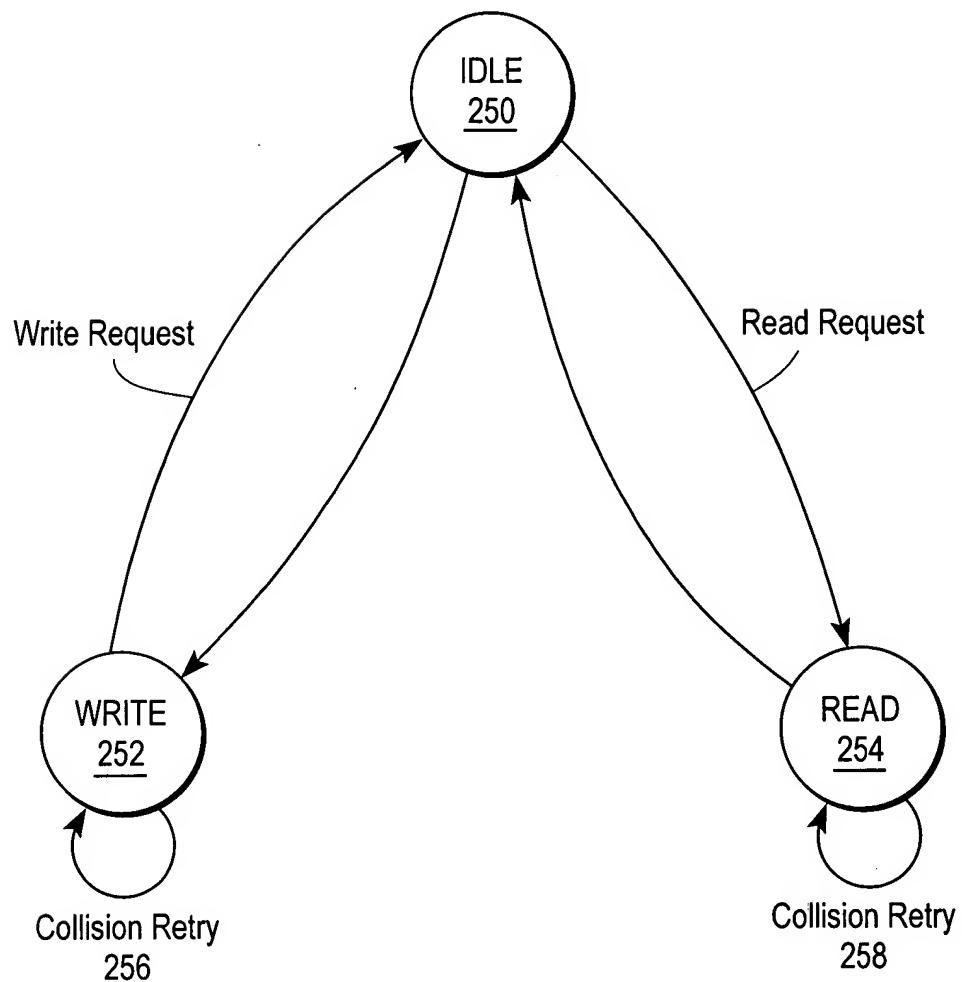 IDLE
250
Write Request
Read Request
WRITE
252
READ
254
Collision Retry
256
Collision Retry
258